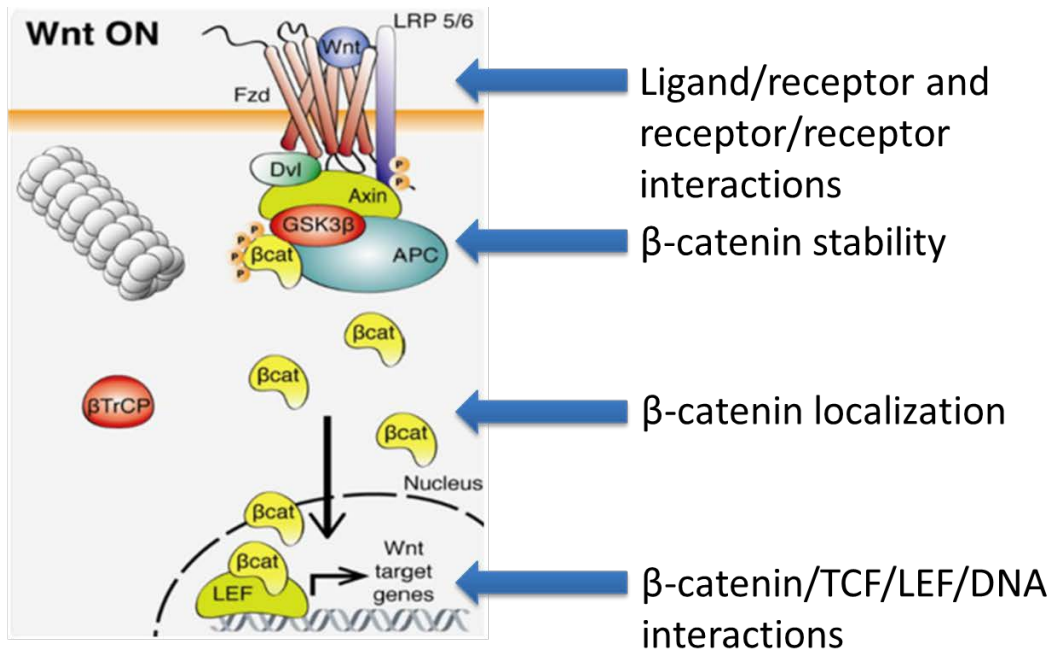 Wnt ON
LRP 5/6
Wnt
Fzd
Dvl
P
P
Axin
GSK3β
P
P
P
P
βcat
APC
βcat
βcat
βTrCP
βcat
Nucleus
βcat
βcat
LEF
Wnt
target
genes
Ligand/receptor and
receptor/receptor
interactions
β-catenin stability
β-catenin localization
β-catenin/TCF/LEF/DNA
interactions